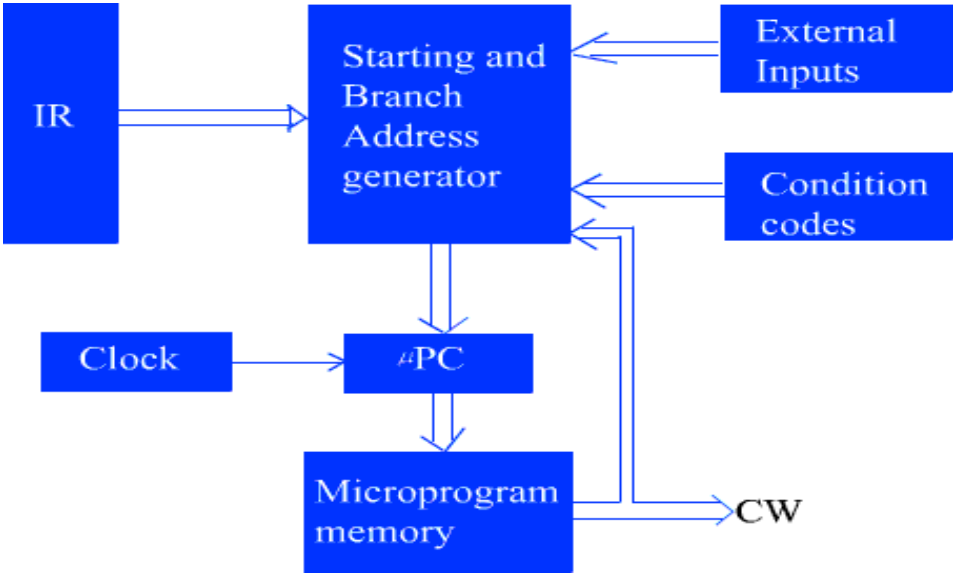 IR
Starting and
Branch
Address
generator
External
Inputs
Condition
codes
Clock
μPC
Microprogram
memory
CW